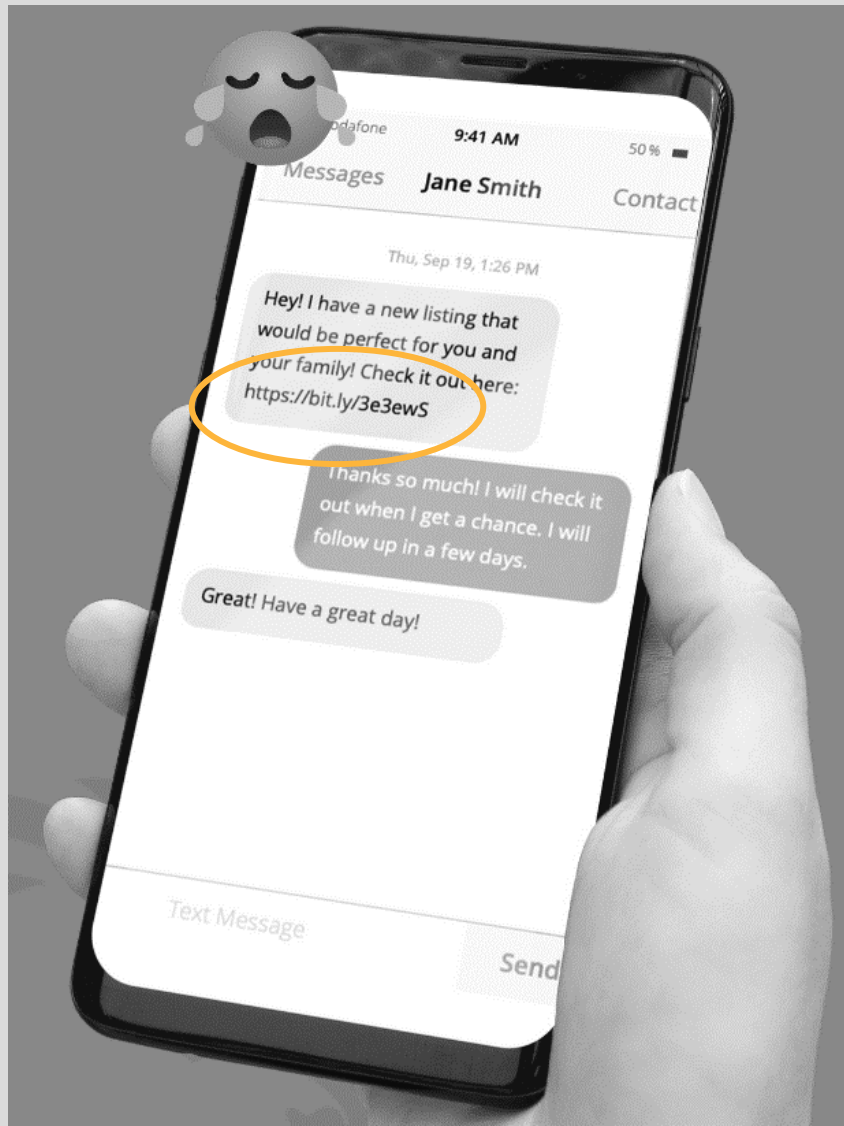 9:41 AM
50%
Messages
Jane Smith
Contact
Thu, Sep 19, 1:26 PM
Hey! I have a new listing that
would be perfect for you and
your family! Check it out here:
https://bit.ly/3e3ewS
Thanks so much! I will check it
out when I get a chance. I will
follow up in a few days.
Great! Have a great day!
Text Message
Send